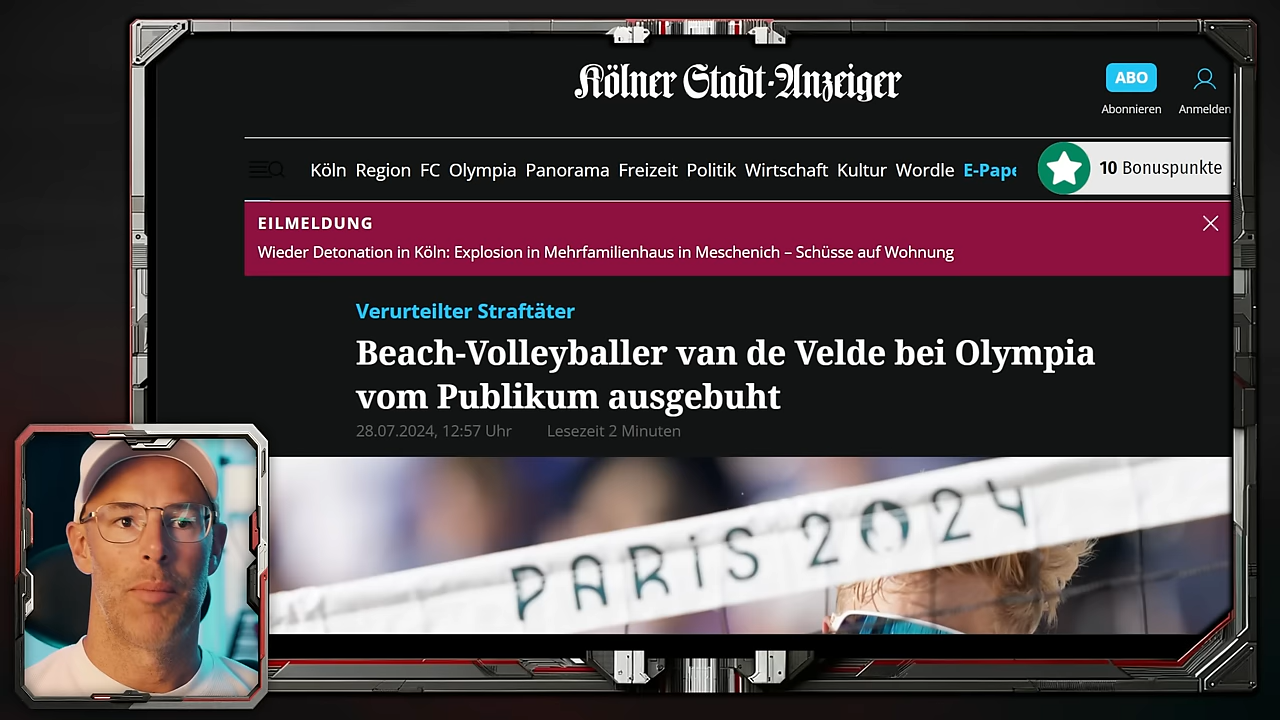 Kölner Stadt-Anzeiger
ABO
Abonnieren
Anmelden
Köln Region FC Olympia Panorama Freizeit Politik Wirtschaft Kultur Wordle E-Pape
10 Bonuspunkte
EILMELDUNG
Wieder Detonation in Köln: Explosion in Mehrfamilienhaus in Meschenich – Schüsse auf Wohnung
Verurteilter Straftäter
Beach-Volleyballer van de Velde bei Olympia
vom Publikum ausgebuht
28.07.2024, 12:57 Uhr Lesezeit 2 Minuten
PARIS 2024